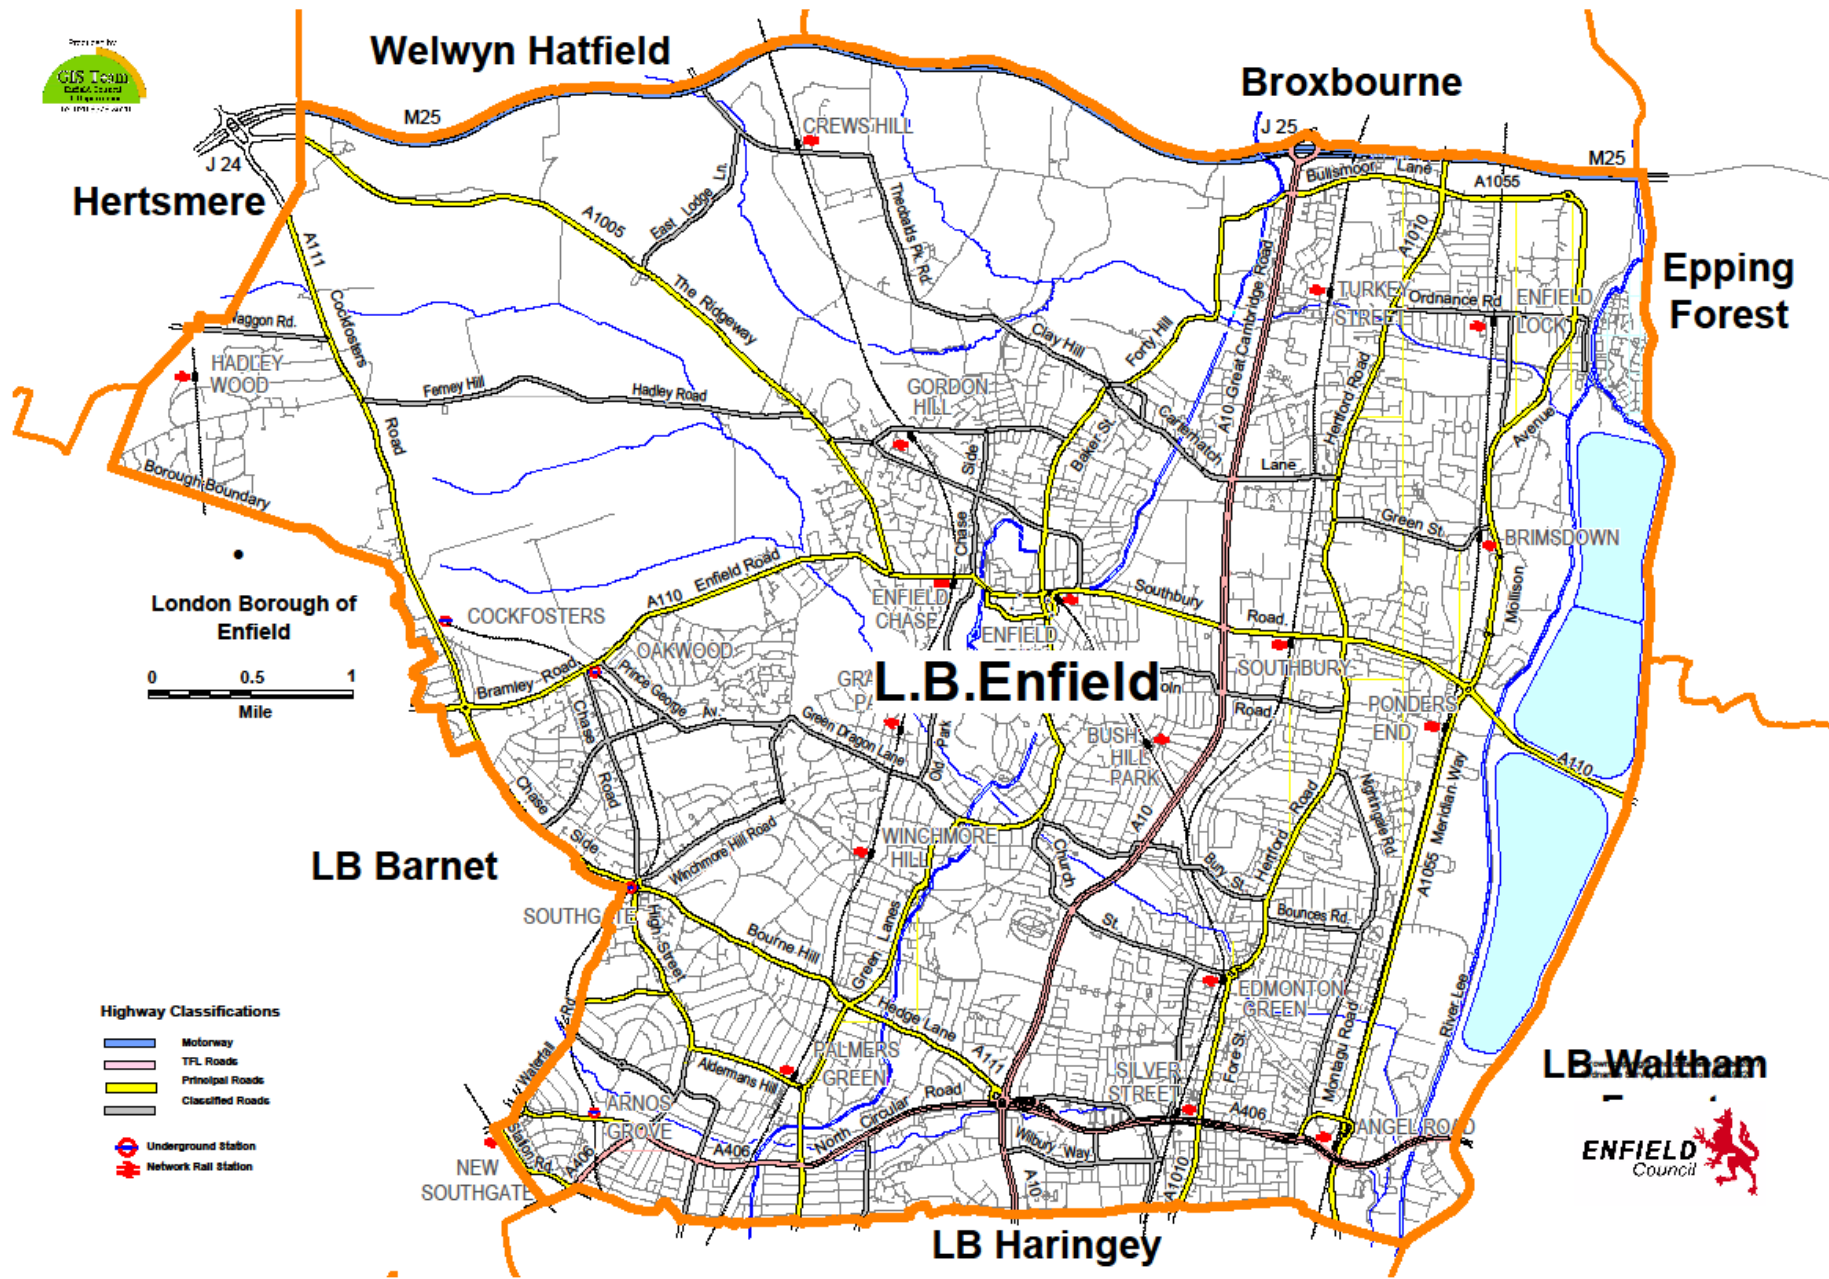 Produced by
GIS Team
Enfield Council
Welwyn Hatfield
Broxbourne
M25
CREWS HILL
J 25
J 24
M25
Bullsmoor Lane
A1055
Hertsmere
East Lodge Ln.
Theobalds Pk. Rd
A1005
A111
A1010
Epping
Forest
The Ridgeway
Cockfosters
Road
A10 Great Cambridge Road
TURKEY
STREET
Ordnance Rd
ENFIELD
LOCK
Waggon Rd.
HADLEY
WOOD
Clay Hill
Forty Hill
Ferney Hill
Hadley Road
GORDON
HILL
Hertford Road
Baker St.
Carterhatch
Lane
Avenue
Borough Boundary
Chase
Side
Green St.
BRIMSDOWN
Mollison
London Borough of
Enfield
0 0.5 1
Mile
COCKFOSTERS
A110 Enfield Road
ENFIELD
CHASE
ENFIELD
Southbury
Road
OAKWOOD
Bramley Road
Prince George Av.
SOUTHBURY
L.B.Enfield
Road
PONDERS
END
Chase
Road
Green Dragon Lane
Old Park
BUSH
HILL
PARK
A110
Chase
Side
Winchmore Hill Road
WINCHMORE
HILL
A10
Hertford Road
Nightingale Rd.
A1055 Meridian Way
LB Barnet
Church
St.
Bury St.
Bounces Rd.
SOUTHGATE
High Street
Bourne Hill
Green Lanes
EDMONTON
GREEN
River Lee
Hedge Lane
A111
Highway Classifications
Motorway
TFL Roads
Principal Roads
Classified Roads
Underground Station
Network Rail Station
Waterfall
Rd
Aldermans Hill
PALMERS
GREEN
SILVER
STREET
Fore St.
Montagu Road
LB Waltham
ARNOS
GROVE
North Circular Road
A406
Wilbury Way
A406
ANGEL ROAD
Station Rd.
A406
A10
A1010
NEW
SOUTHGATE
ENFIELD
Council
LB Haringey